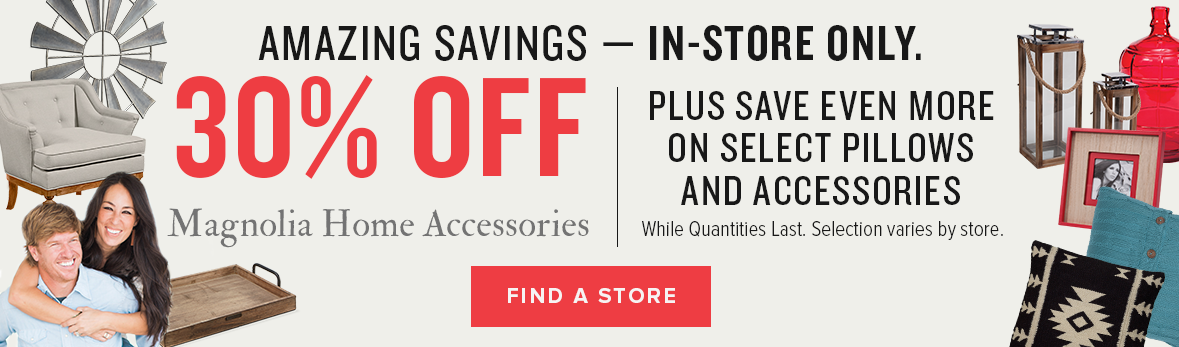 AMAZING SAVINGS — IN-STORE ONLY.
30% OFF
Magnolia Home Accessories
PLUS SAVE EVEN MORE
ON SELECT PILLOWS
AND ACCESSORIES
While Quantities Last. Selection varies by store.
FIND A STORE